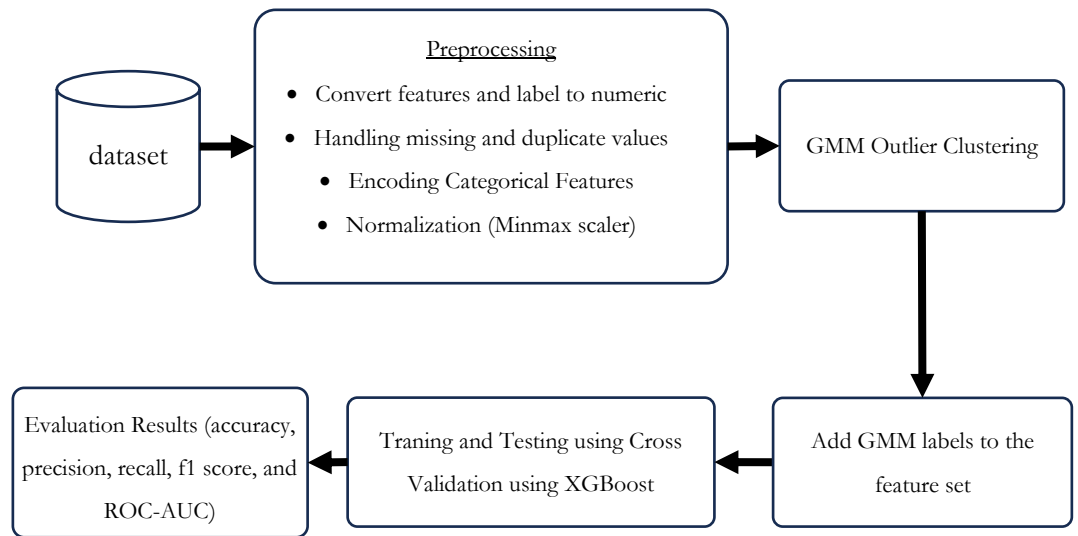 dataset
Preprocessing
• Convert features and label to numeric
• Handling missing and duplicate values
• Encoding Categorical Features
• Normalization (Minmax scaler)
GMM Outlier Clustering
Add GMM labels to the
feature set
Traning and Testing using Cross
Validation using XGBoost
Evaluation Results (accuracy,
precision, recall, f1 score, and
ROC-AUC)